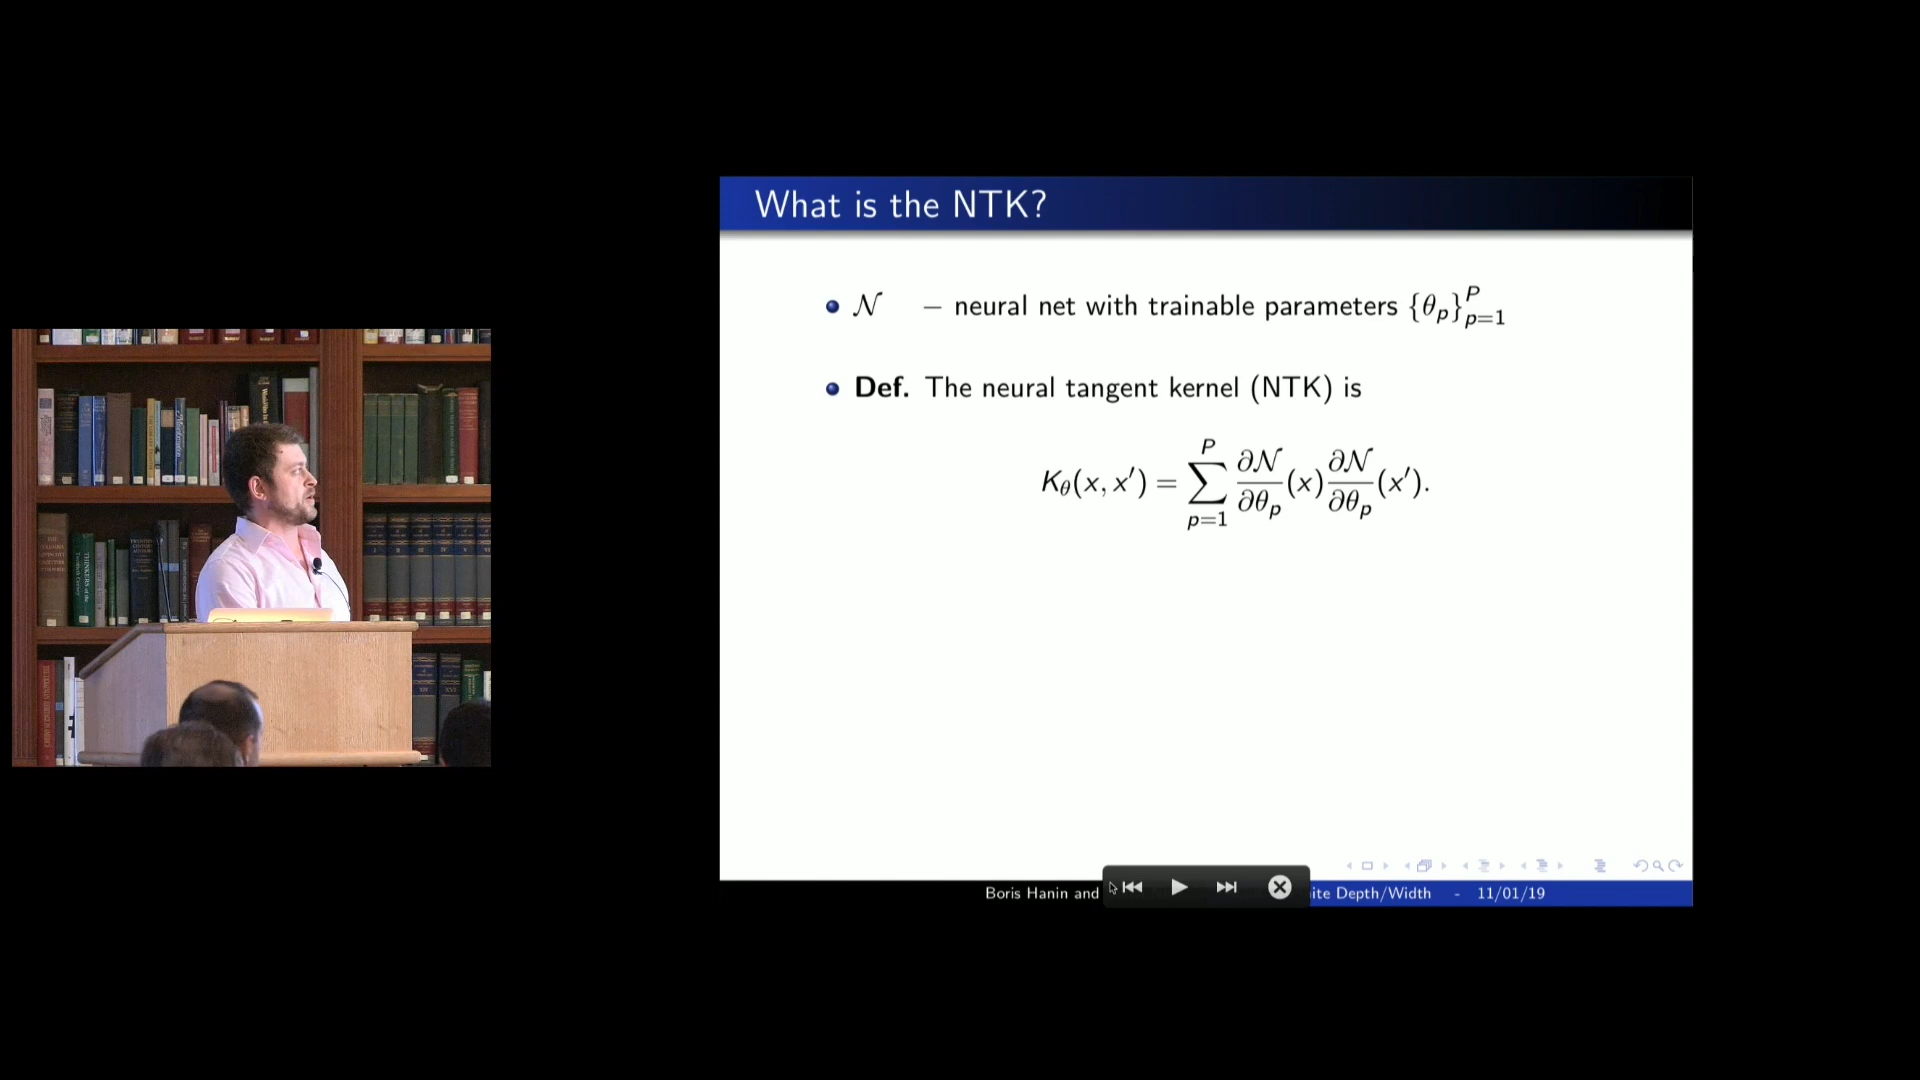 What is the NTK?
𝒩 – neural net with trainable parameters {θ_p}_{p=1}^P
Def. The neural tangent kernel (NTK) is
K_θ(x, x′) = ∑_{p=1}^P ∂𝒩/∂θ_p (x) ∂𝒩/∂θ_p (x′).
Boris Hanin and ite Depth/Width - 11/01/19